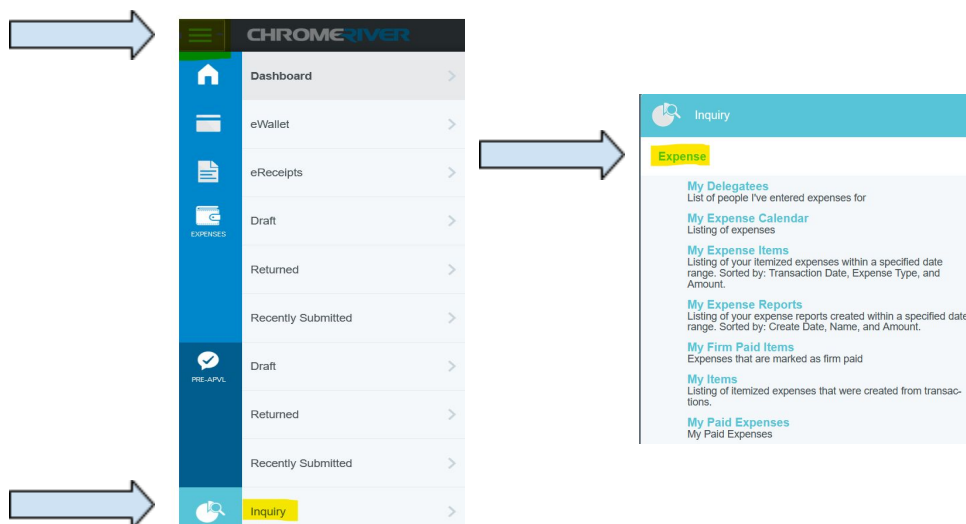 CHROMERIVER
Dashboard
eWallet
eReceipts
EXPENSES
Draft
Returned
Recently Submitted
PRE-APVL
Draft
Returned
Recently Submitted
Inquiry
Inquiry
Expense
My Delegatees
List of people I've entered expenses for
My Expense Calendar
Listing of expenses
My Expense Items
Listing of your itemized expenses within a specified date
range. Sorted by: Transaction Date, Expense Type, and
Amount.
My Expense Reports
Listing of your expense reports created within a specified date
range. Sorted by: Create Date, Name, and Amount.
My Firm Paid Items
Expenses that are marked as firm paid
My Items
Listing of itemized expenses that were created from transac-
tions.
My Paid Expenses
My Paid Expenses